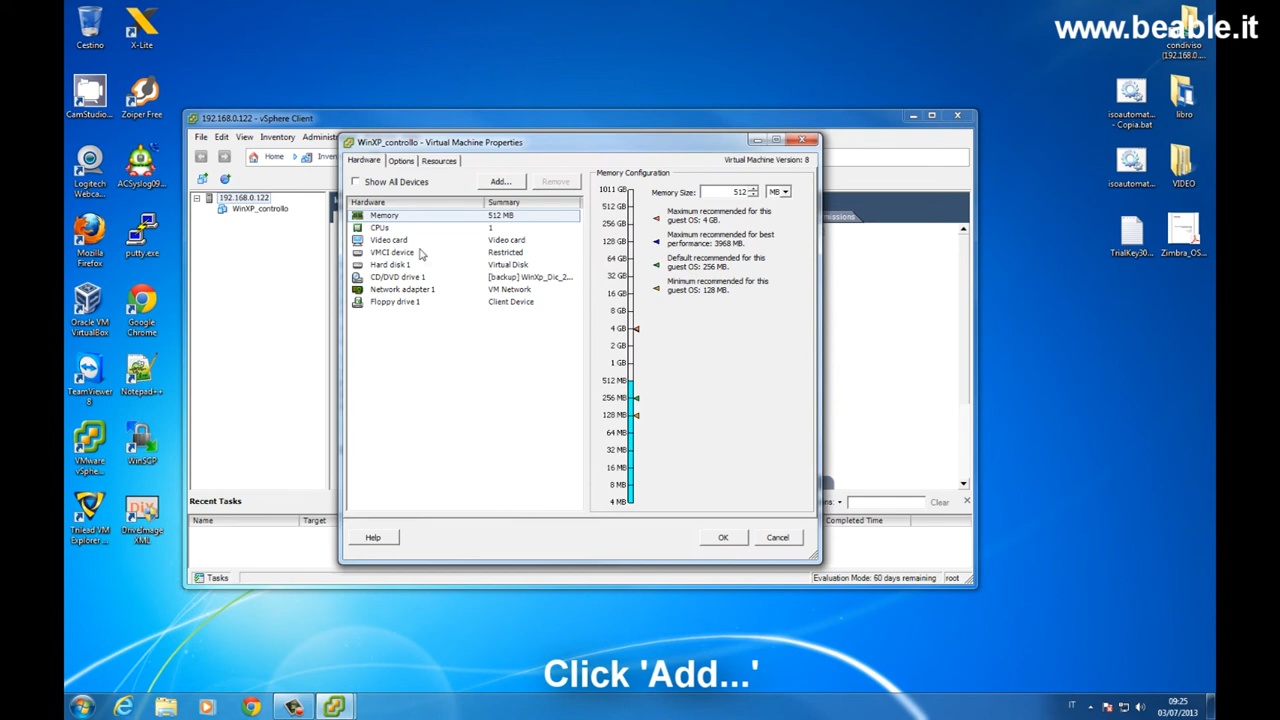 www.beable.it
Cestino
X-Lite
condiviso
(192.168.0....
CamStudio...
Zoiper Free
isoautomat...
- Copia.bat
libro
Logitech
Webca...
ACSyslog09...
isoautomat...
VIDEO
Mozilla
Firefox
putty.exe
TrialKey30...
Zimbra_OS...
Oracle VM
VirtualBox
Google
Chrome
TeamViewer
8
Notepad++
VMware
vSphe...
WinSCP
Trilead VM
Explorer ...
DriveImage
XML
192.168.0.122 - vSphere Client
File Edit View Inventory Administr
Home
Inven
192.168.0.122
WinXP_controllo
missions
Recent Tasks
Name
Target
ons:
Clear
Completed Time
Tasks
Evaluation Mode: 60 days remaining
root
WinXP_controllo - Virtual Machine Properties
Hardware Options Resources
Virtual Machine Version: 8
Show All Devices
Add...
Remove
Hardware Summary
Memory 512 MB
CPUs 1
Video card Video card
VMCI device Restricted
Hard disk 1 Virtual Disk
CD/DVD drive 1 [backup] WinXp_Dic_2...
Network adapter 1 VM Network
Floppy drive 1 Client Device
Memory Configuration
1011 GB
512 GB
256 GB
128 GB
64 GB
32 GB
16 GB
8 GB
4 GB
2 GB
1 GB
512 MB
256 MB
128 MB
64 MB
32 MB
16 MB
8 MB
4 MB
Memory Size: 512 MB
Maximum recommended for this
guest OS: 4 GB.
Maximum recommended for best
performance: 3968 MB.
Default recommended for this
guest OS: 256 MB.
Minimum recommended for this
guest OS: 128 MB.
Help
OK
Cancel
Click 'Add...'
IT
09:25
03/07/2013